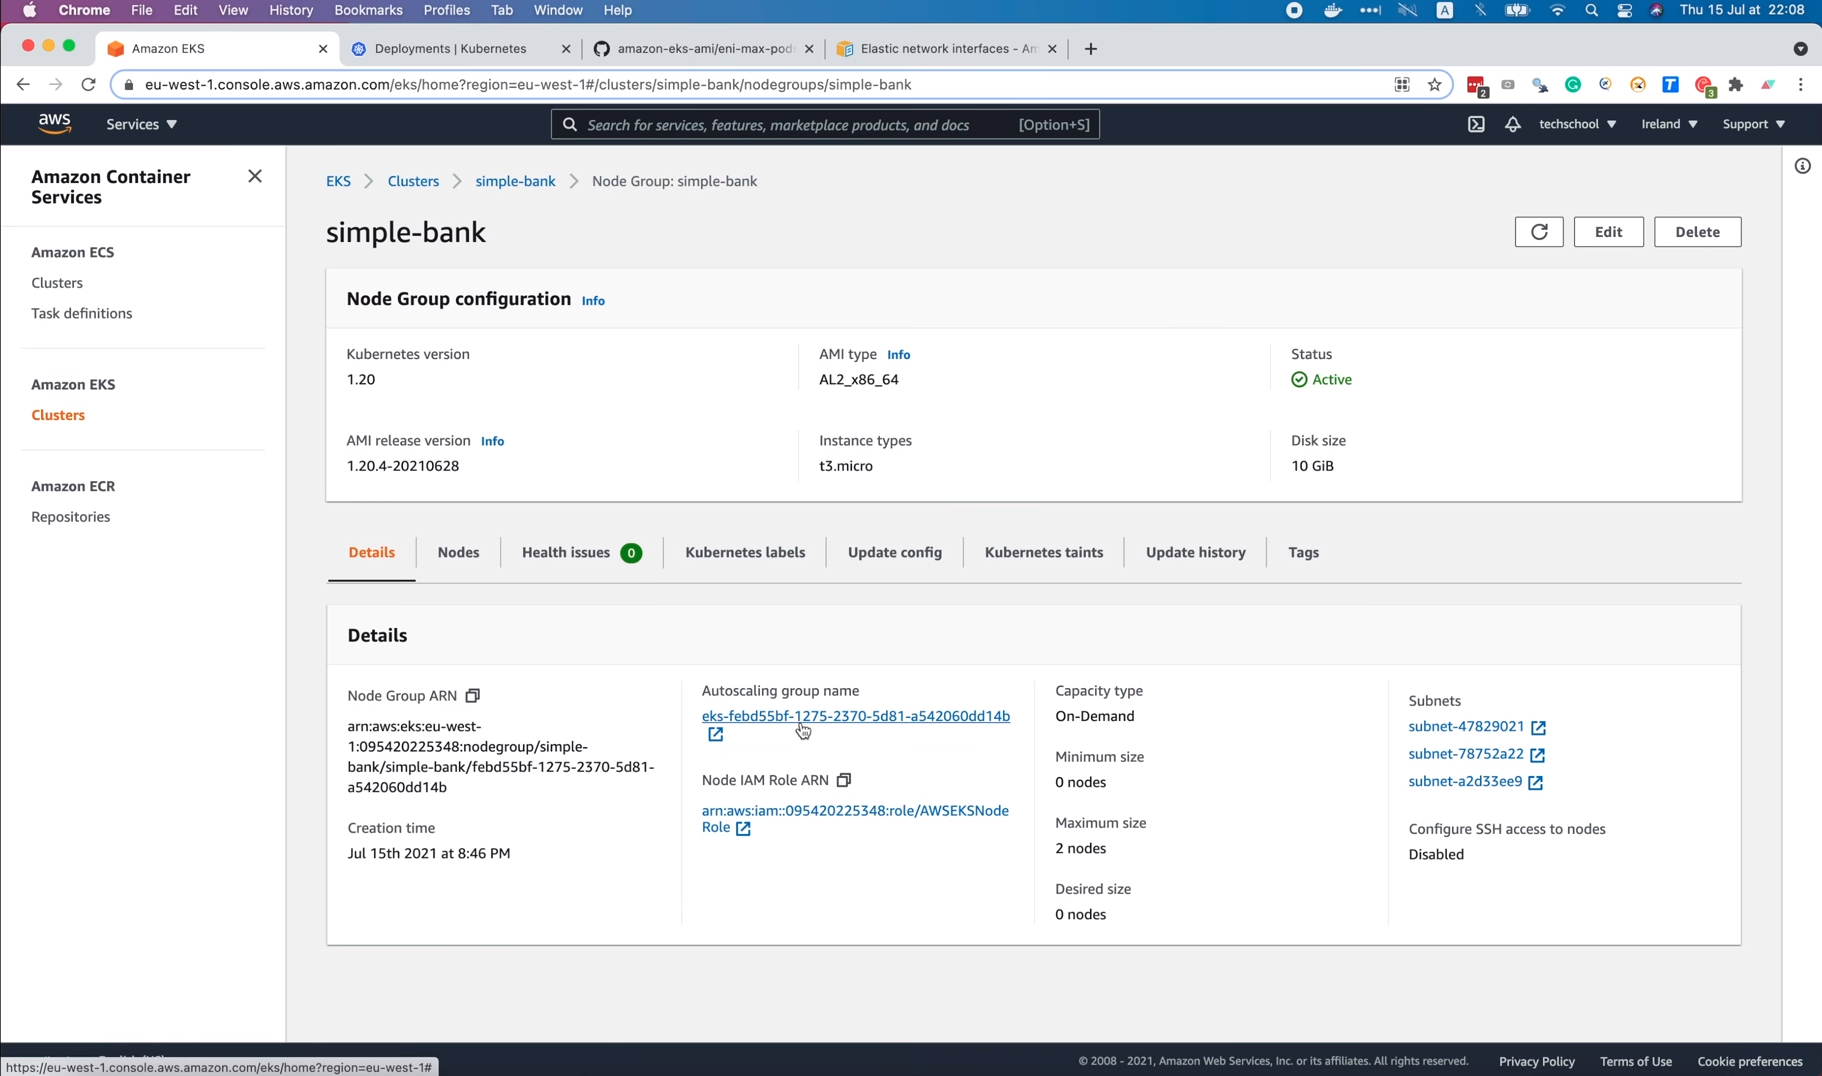 Chrome File Edit View History Bookmarks Profiles Tab Window Help A Thu 15 Jul at 22:08
Amazon EKS Deployments | Kubernetes amazon-eks-ami/eni-max-pod Elastic network interfaces - Am
eu-west-1.console.aws.amazon.com/eks/home?region=eu-west-1#/clusters/simple-bank/nodegroups/simple-bank 2 T 3
aws Services Search for services, features, marketplace products, and docs [Option+S] techschool Ireland Support
Amazon Container
Services
Amazon ECS
Clusters
Task definitions
Amazon EKS
Clusters
Amazon ECR
Repositories
EKS Clusters simple-bank Node Group: simple-bank
simple-bank
Edit Delete
Node Group configuration Info
Kubernetes version
1.20
AMI type Info
AL2_x86_64
Status
Active
AMI release version Info
1.20.4-20210628
Instance types
t3.micro
Disk size
10 GiB
Details Nodes Health issues 0 Kubernetes labels Update config Kubernetes taints Update history Tags
Details
Node Group ARN
arn:aws:eks:eu-west-
1:095420225348:nodegroup/simple-
bank/simple-bank/febd55bf-1275-2370-5d81-
a542060dd14b
Creation time
Jul 15th 2021 at 8:46 PM
Autoscaling group name
eks-febd55bf-1275-2370-5d81-a542060dd14b
Node IAM Role ARN
arn:aws:iam::095420225348:role/AWSEKSNode
Role
Capacity type
On-Demand
Minimum size
0 nodes
Maximum size
2 nodes
Desired size
0 nodes
Subnets
subnet-47829021
subnet-78752a22
subnet-a2d33ee9
Configure SSH access to nodes
Disabled
https://eu-west-1.console.aws.amazon.com/eks/home?region=eu-west-1#
© 2008 - 2021, Amazon Web Services, Inc. or its affiliates. All rights reserved. Privacy Policy Terms of Use Cookie preferences